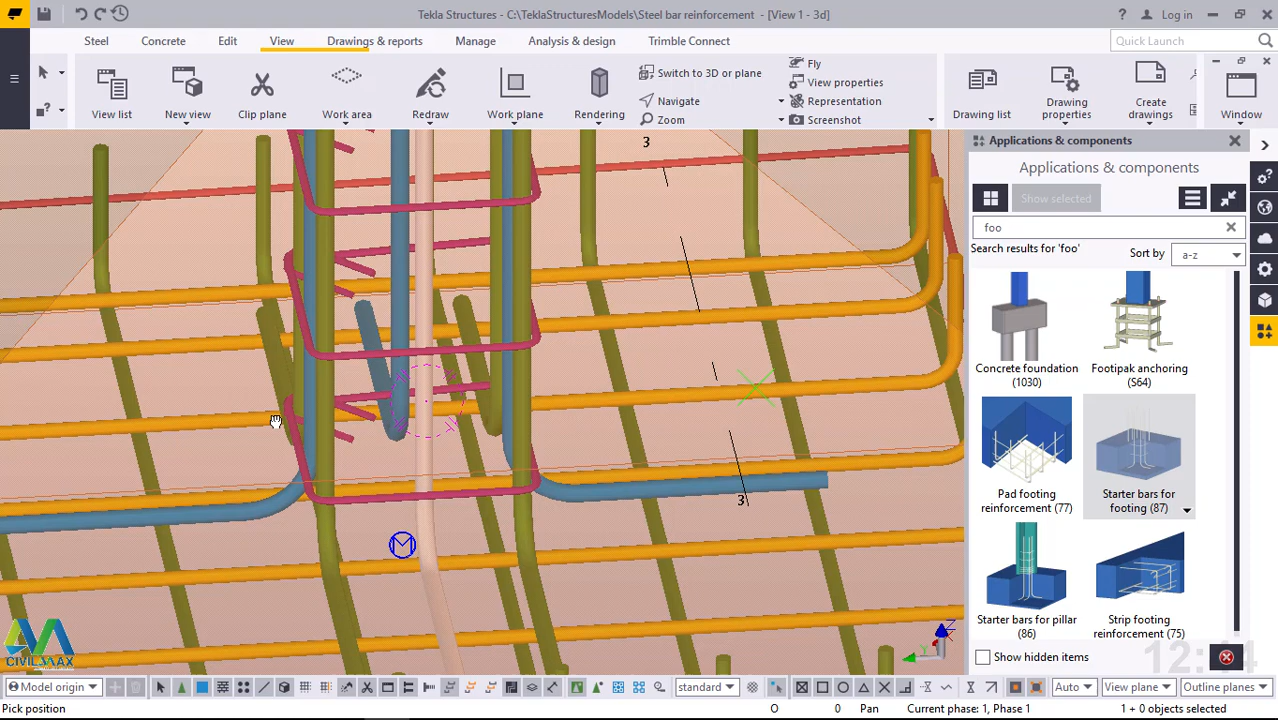 Tekla Structures - C:\TeklaStructuresModels\Steel bar reinforcement - [View 1 - 3d]
Log in
Steel Concrete Edit View Drawings & reports Manage Analysis & design Trimble Connect
Quick Launch
View list
New view
Clip plane
Work area
Redraw
Work plane
Rendering
Switch to 3D or plane
Navigate
Zoom
Fly
View properties
Representation
Screenshot
Drawing list
Drawing properties
Create drawings
Window
3
3
Applications & components
Applications & components
Show selected
foo
Search results for 'foo'
Sort by a-z
Concrete foundation (1030)
Footipak anchoring (S64)
Pad footing reinforcement (77)
Starter bars for footing (87)
Starter bars for pillar (86)
Strip footing reinforcement (75)
Show hidden items
CIVILMAX
Model origin
standard
Auto
View plane
Outline planes
Pick position
O 0 Pan Current phase: 1, Phase 1 1 + 0 objects selected